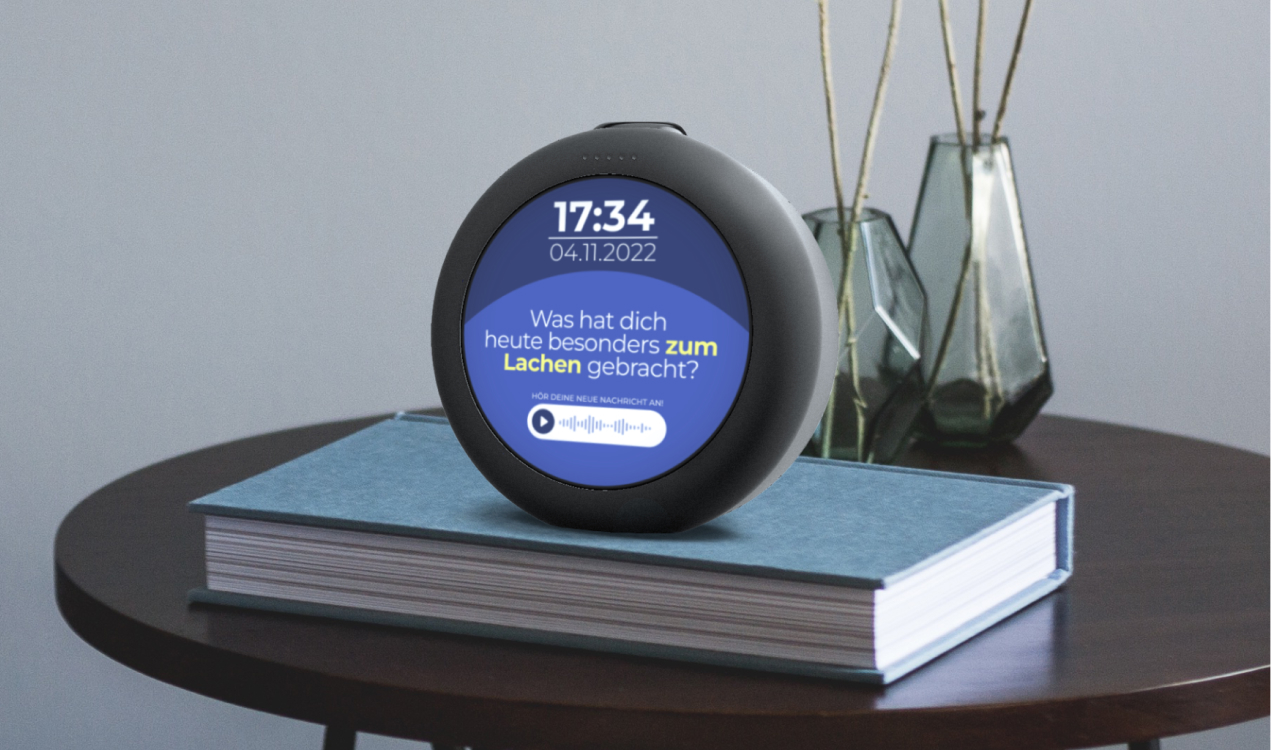 17:34
04.11.2022
Was hat dich
heute besonders zum
Lachen gebracht?
HÖR DEINE NEUE NACHRICHT AN!